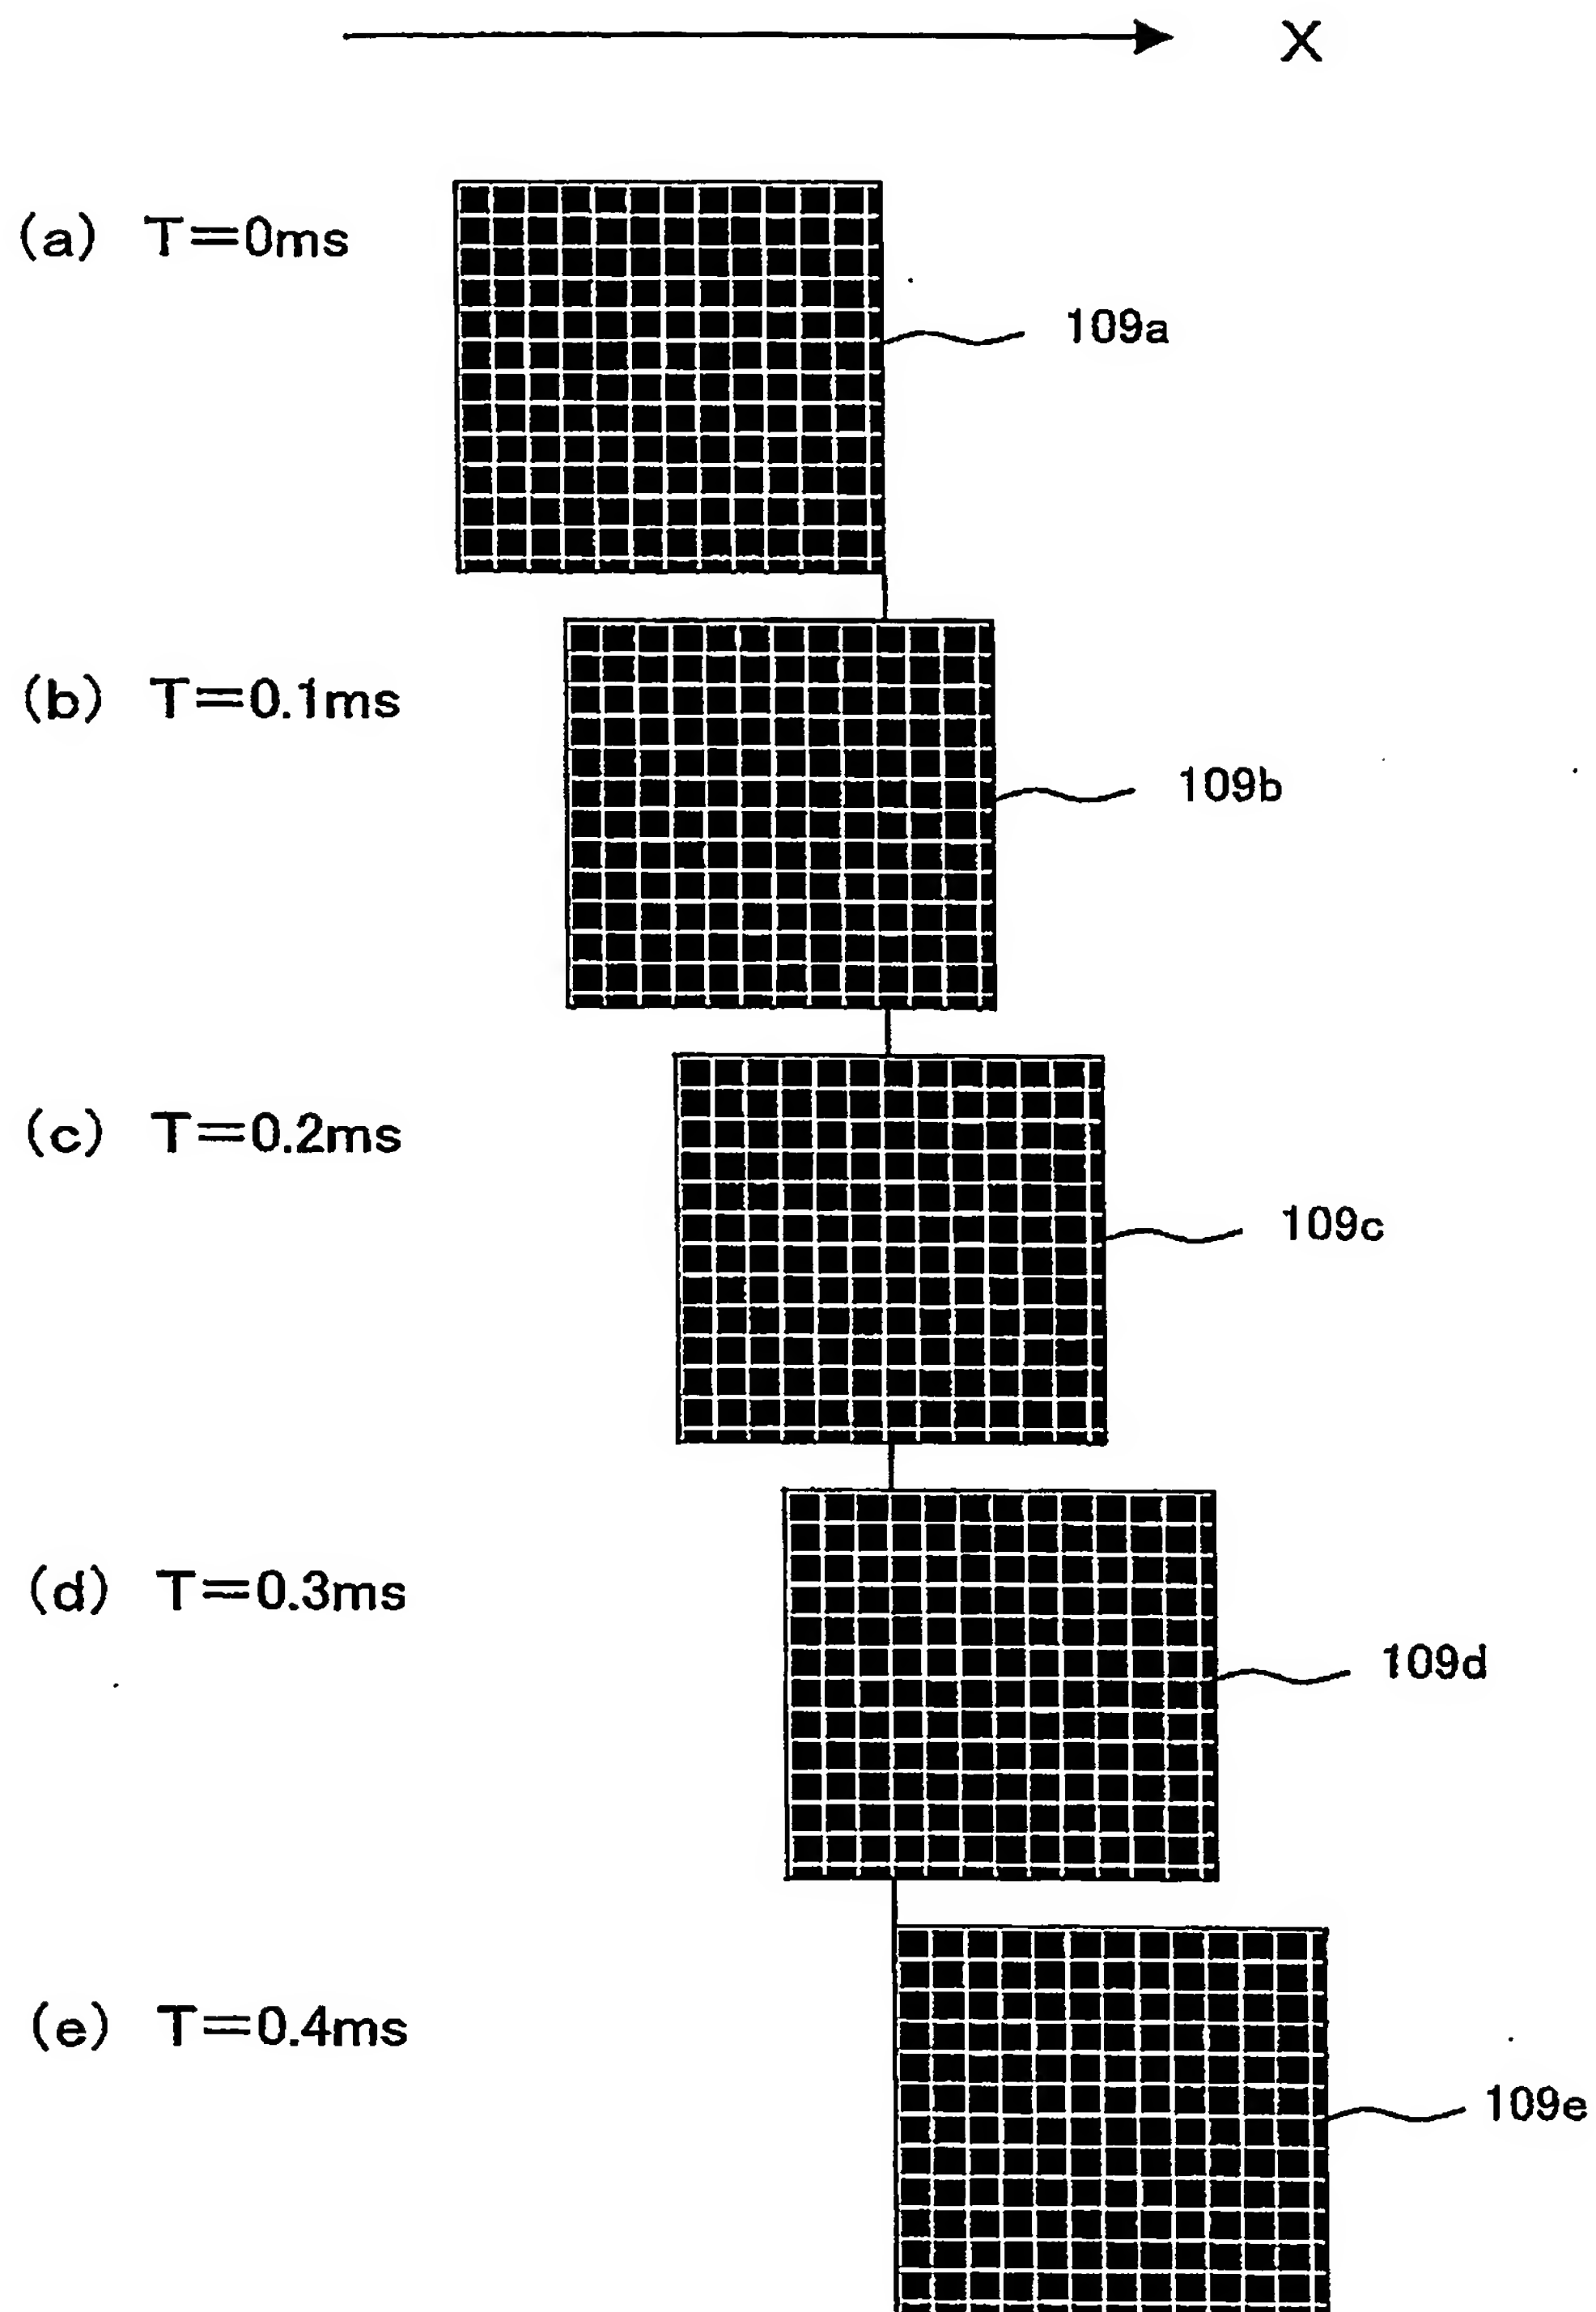 X
(a) T=0ms
109a
(b) T=0.1ms
109b
(c) T=0.2ms
109c
(d) T=0.3ms
109d
(e) T=0.4ms
109e